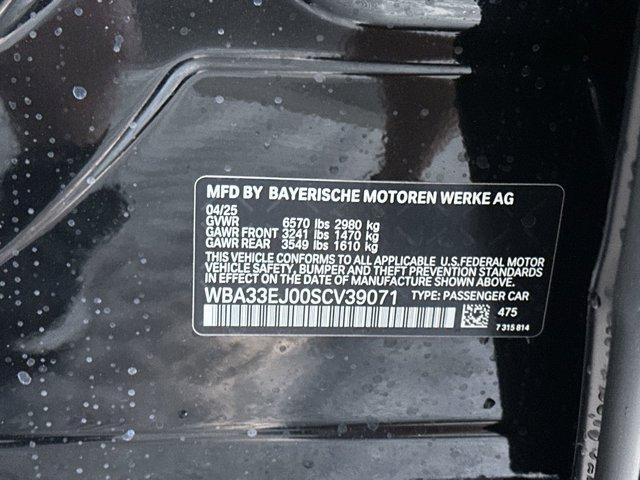 MFD BY BAYERISCHE MOTOREN WERKE AG
04/25
GVWR 6570 lbs 2980 kg
GAWR FRONT 3241 lbs 1470 kg
GAWR REAR 3549 lbs 1610 kg
THIS VEHICLE CONFORMS TO ALL APPLICABLE U.S.FEDERAL MOTOR
VEHICLE SAFETY, BUMPER AND THEFT PREVENTION STANDARDS
IN EFFECT ON THE DATE OF MANUFACTURE SHOWN ABOVE.
WBA33EJ00SCV39071 TYPE: PASSENGER CAR
475
7 315 814